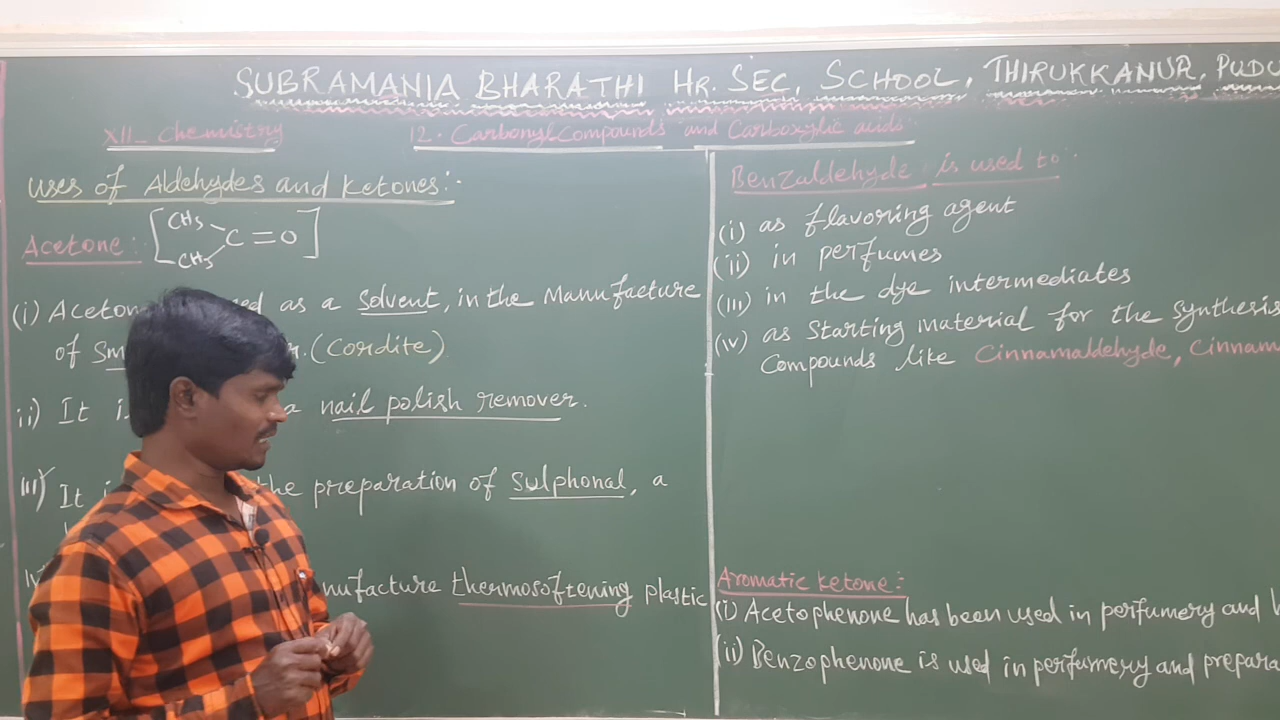 SUBRAMANIA BHARATHI HR. SEC, SCHOOL, THIRUKKANUR, PUDU
XII_ Chemistry
12. Carbonyl Compounds and Carboxylic acids
uses of Aldehydes and ketones:-
Acetone:- [CH3 CH3 C=O]
(i) Aceton ed as a Solvent, in the Manufacture
of Sm (Cordite)
ii) It i a nail polish remover.
iii) It i the preparation of Sulphonal, a
nufacture thermosoftening plastic
Benzaldehyde is used to:-
(i) as flavoring agent
(ii) in perfumes
(iii) in the dye intermediates
(iv) as Starting material for the synthesis
Compounds like Cinnamaldehyde, Cinnam
Aromatic ketone:-
(i) Acetophenone has been used in perfumery and
(ii) Benzophenone is used in perfumery and prepara